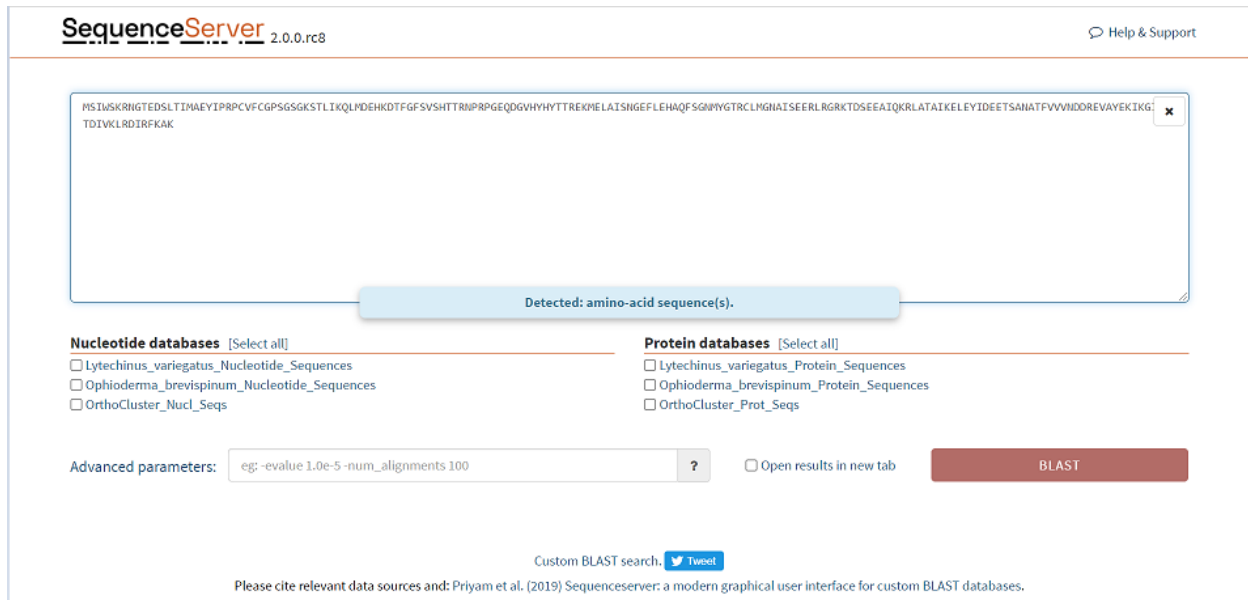 SequenceServer 2.0.0.rc8
Help & Support
MSIWSKRNGTEDSLTIMAEYIPRPCVFCGPSGSGKSTLIKQLMDEHKDTFGFSVSHTTRNPRPGEQDGVHYHYTTREKMELAISNGEFLEHAQFSGNMYGTRCLMGNAISEERLRGRKTDSEEAIQKRLATAIKELEYIDEETSANATFVVVNDDREVAYEKIKG
TDIVKLRDIRFKAK
Detected: amino-acid sequence(s).
Nucleotide databases [Select all]
Lytechinus_variegatus_Nucleotide_Sequences
Ophioderma_brevispinum_Nucleotide_Sequences
OrthoCluster_Nucl_Seqs
Protein databases [Select all]
Lytechinus_variegatus_Protein_Sequences
Ophioderma_brevispinum_Protein_Sequences
OrthoCluster_Prot_Seqs
Advanced parameters: eg: -evalue 1.0e-5 -num_alignments 100 ? Open results in new tab BLAST
Custom BLAST search. Tweet
Please cite relevant data sources and: Priyam et al. (2019) Sequenceserver: a modern graphical user interface for custom BLAST databases.